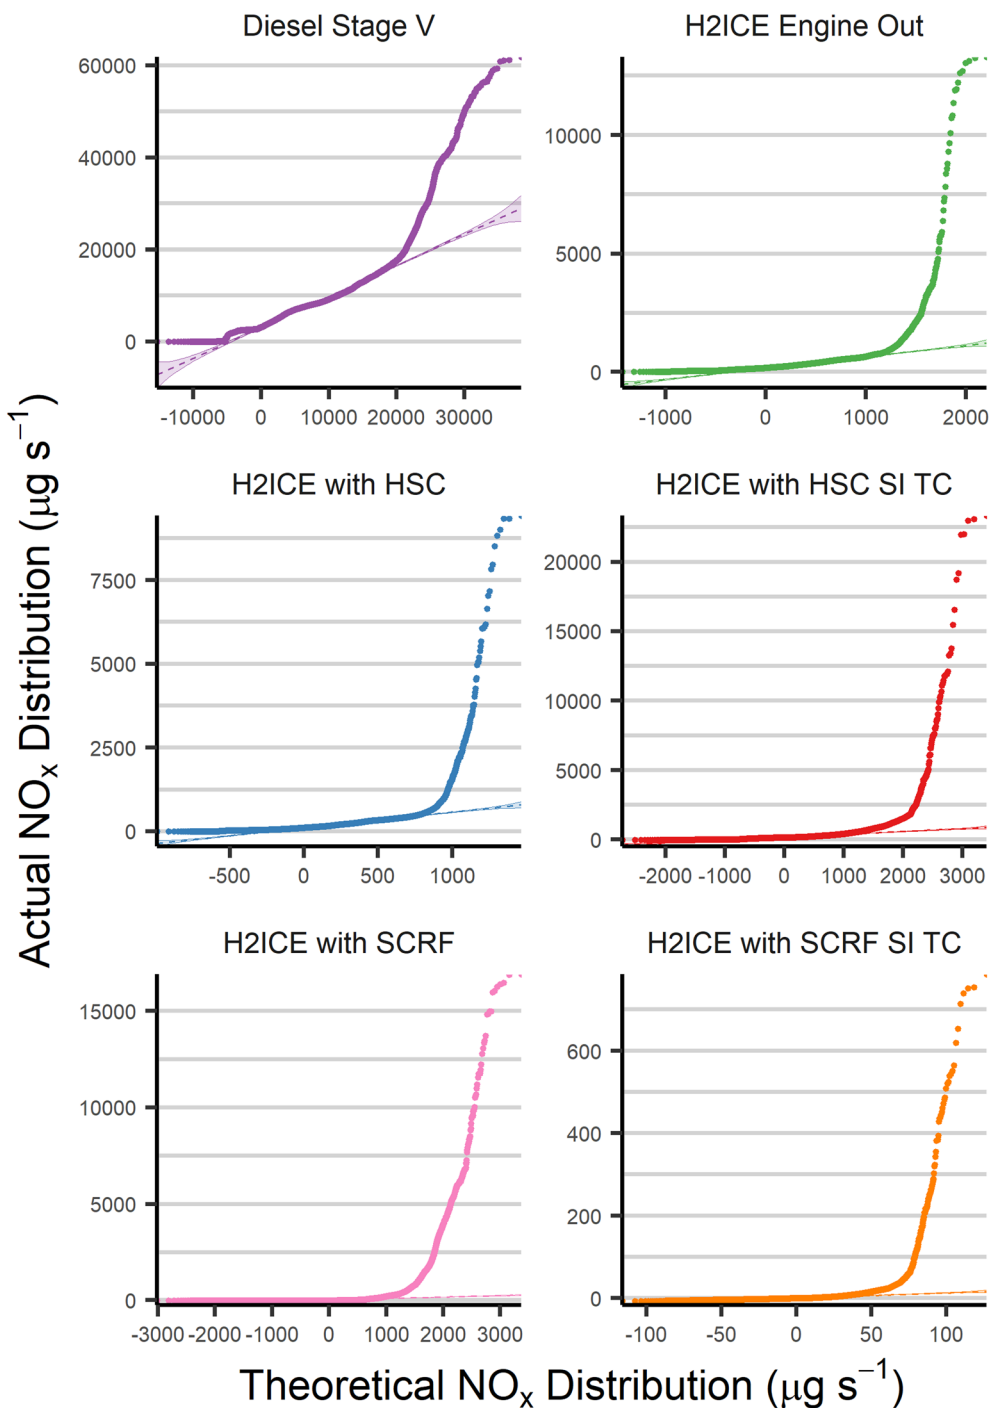 Diesel Stage V
60000
40000
20000
0
-10000 0 10000 20000 30000
H2ICE Engine Out
10000
5000
0
-1000 0 1000 2000
H2ICE with HSC
7500
5000
2500
0
-500 0 500 1000
H2ICE with HSC SI TC
20000
15000
10000
5000
0
-2000 -1000 0 1000 2000 3000
H2ICE with SCRF
15000
10000
5000
0
-3000 -2000 -1000 0 1000 2000 3000
H2ICE with SCRF SI TC
600
400
200
0
-100 -50 0 50 100
Actual NOₓ Distribution (μg s⁻¹)
Theoretical NOₓ Distribution (μg s⁻¹)